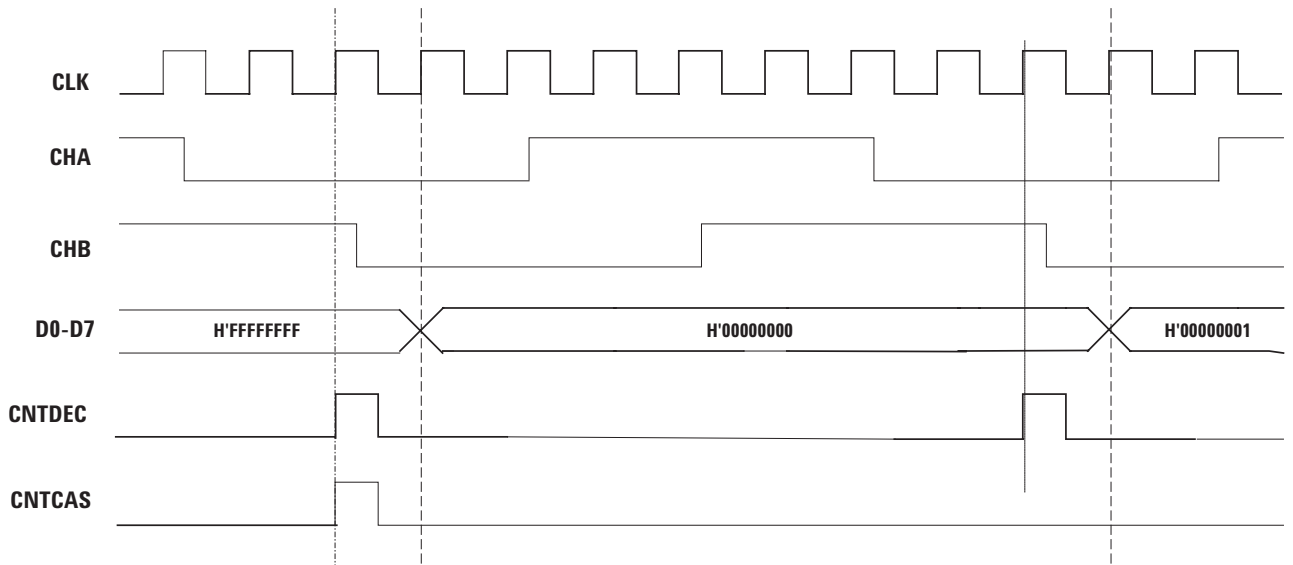 CLK
CHA
CHB
D0-D7 H'FFFFFFFF H'00000000 H'00000001
CNTDEC
CNTCAS